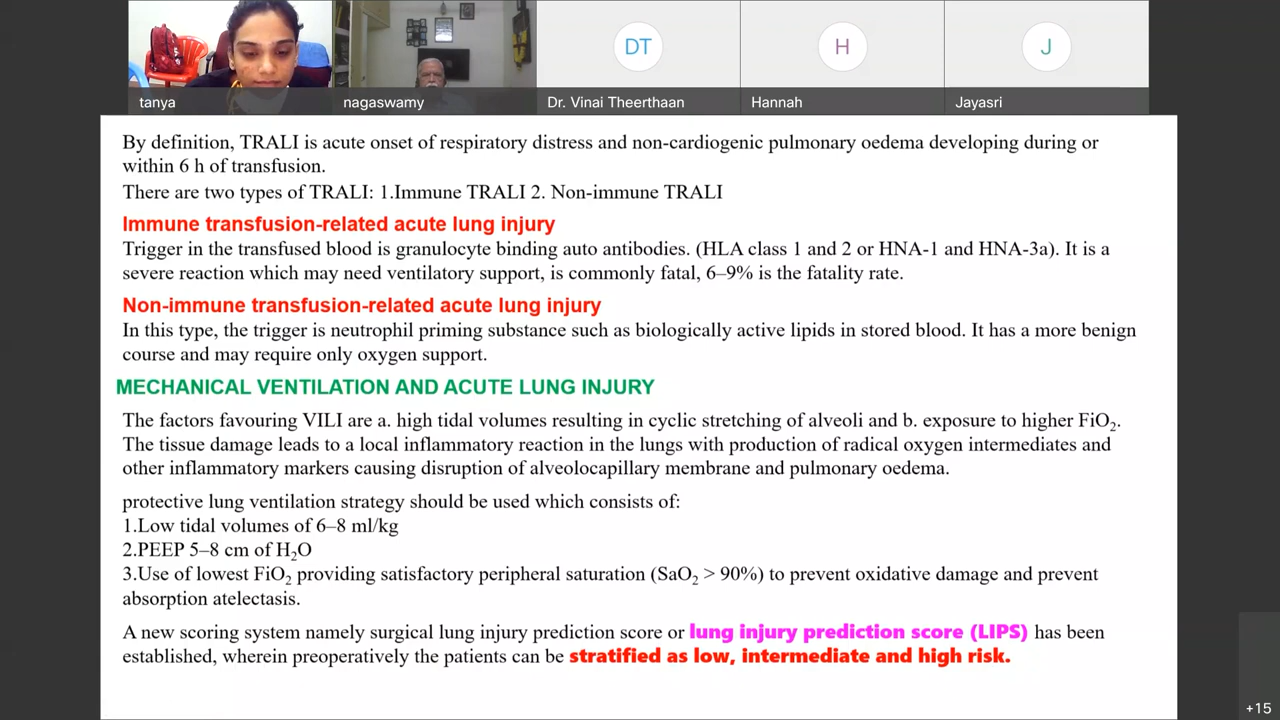 tanya
nagaswamy
DT
Dr. Vinai Theerthaan
H
Hannah
J
Jayasri
By definition, TRALI is acute onset of respiratory distress and non-cardiogenic pulmonary oedema developing during or
within 6 h of transfusion.
There are two types of TRALI: 1.Immune TRALI 2. Non-immune TRALI
Immune transfusion-related acute lung injury
Trigger in the transfused blood is granulocyte binding auto antibodies. (HLA class 1 and 2 or HNA-1 and HNA-3a). It is a
severe reaction which may need ventilatory support, is commonly fatal, 6–9% is the fatality rate.
Non-immune transfusion-related acute lung injury
In this type, the trigger is neutrophil priming substance such as biologically active lipids in stored blood. It has a more benign
course and may require only oxygen support.
MECHANICAL VENTILATION AND ACUTE LUNG INJURY
The factors favouring VILI are a. high tidal volumes resulting in cyclic stretching of alveoli and b. exposure to higher FiO₂.
The tissue damage leads to a local inflammatory reaction in the lungs with production of radical oxygen intermediates and
other inflammatory markers causing disruption of alveolocapillary membrane and pulmonary oedema.
protective lung ventilation strategy should be used which consists of:
1.Low tidal volumes of 6–8 ml/kg
2.PEEP 5–8 cm of H₂O
3.Use of lowest FiO₂ providing satisfactory peripheral saturation (SaO₂ > 90%) to prevent oxidative damage and prevent
absorption atelectasis.
A new scoring system namely surgical lung injury prediction score or lung injury prediction score (LIPS) has been
established, wherein preoperatively the patients can be stratified as low, intermediate and high risk.
+15